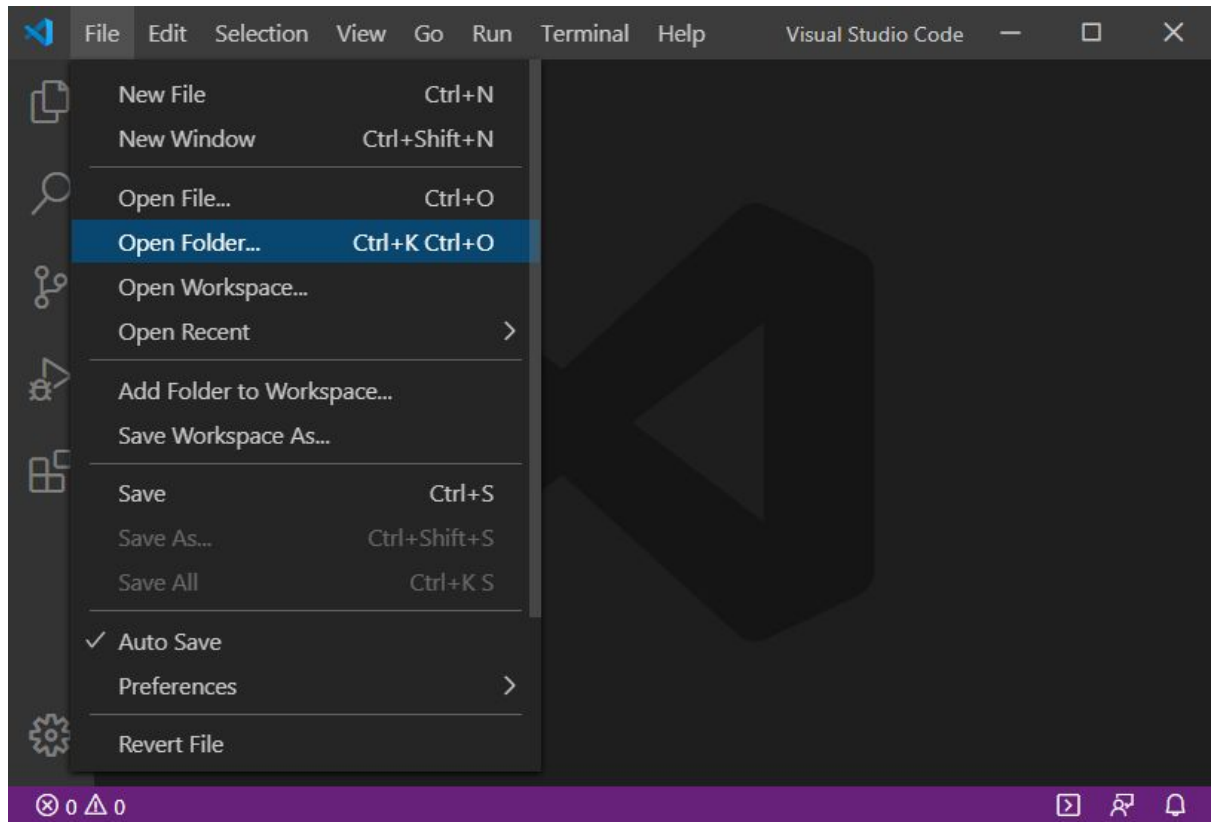 File Edit Selection View Go Run Terminal Help Visual Studio Code
New File Ctrl+N
New Window Ctrl+Shift+N
Open File... Ctrl+O
Open Folder... Ctrl+K Ctrl+O
Open Workspace...
Open Recent
Add Folder to Workspace...
Save Workspace As...
Save Ctrl+S
Save As... Ctrl+Shift+S
Save All Ctrl+K S
Auto Save
Preferences
Revert File
0 0